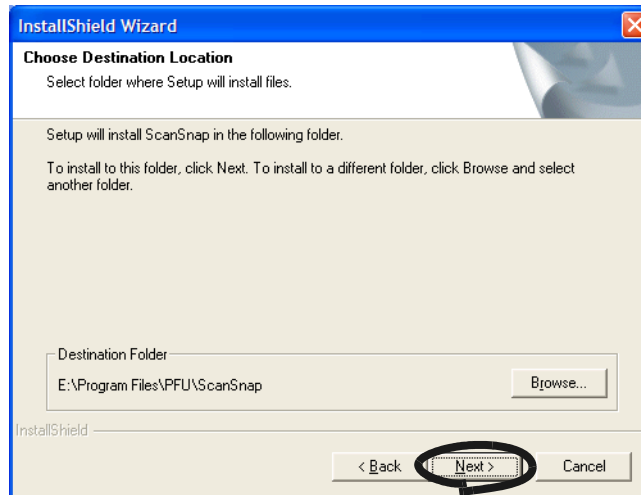 InstallShield Wizard
Choose Destination Location
Select folder where Setup will install files.
Setup will install ScanSnap in the following folder.
To install to this folder, click Next. To install to a different folder, click Browse and select
another folder.
Destination Folder
E:\Program Files\PFU\ScanSnap
Browse...
InstallShield
< Back
Next >
Cancel